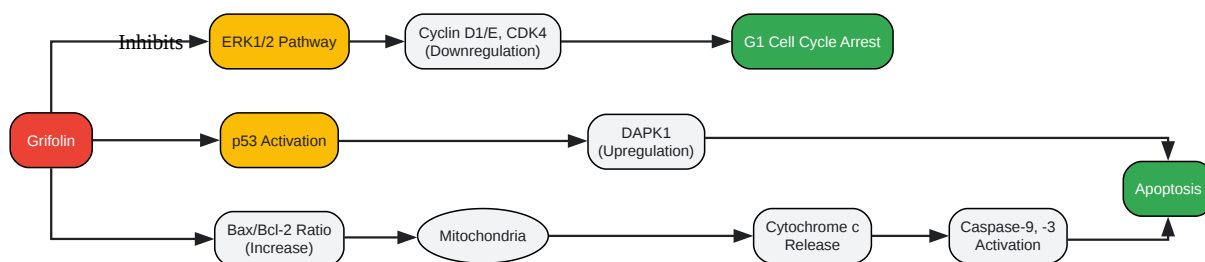 Inhibits
ERK1/2 Pathway
Cyclin D1/E, CDK4
(Downregulation)
G1 Cell Cycle Arrest
Grifolin
p53 Activation
DAPK1
(Upregulation)
Apoptosis
Bax/Bcl-2 Ratio
(Increase)
Mitochondria
Cytochrome c
Release
Caspase-9, -3
Activation